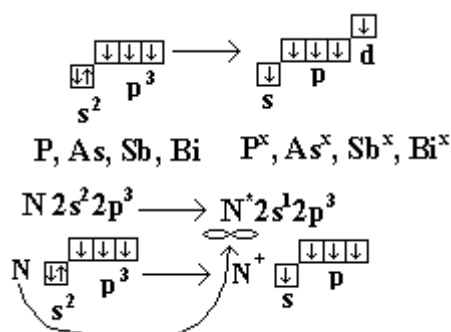 ↓↑ ↓ ↓ ↓ → ↓ ↓ ↓ ↓ ↓
s² p³ s p d
P, As, Sb, Bi Pˣ, Asˣ, Sbˣ, Biˣ
N 2s²2p³ → N*2s¹2p³
N ↓↑ ↓ ↓ ↓ → N⁺ ↓ ↓ ↓ ↓
s² p³ s p